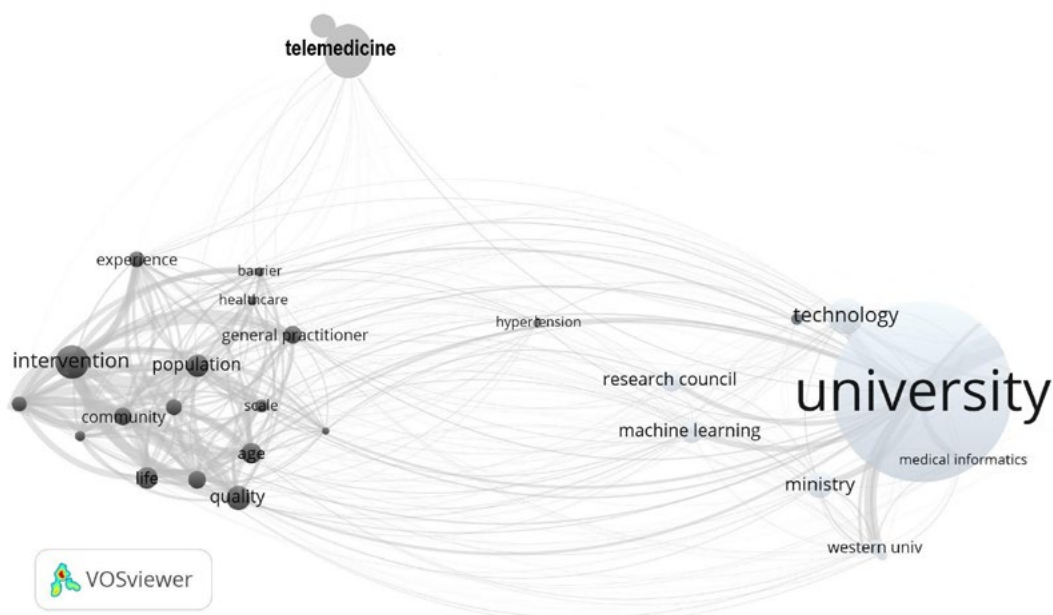 telemedicine
experience
barrier
healthcare
general practitioner
hypertension
technology
intervention
population
research council
university
community
scale
machine learning
age
medical informatics
life
quality
ministry
western univ
VOSviewer